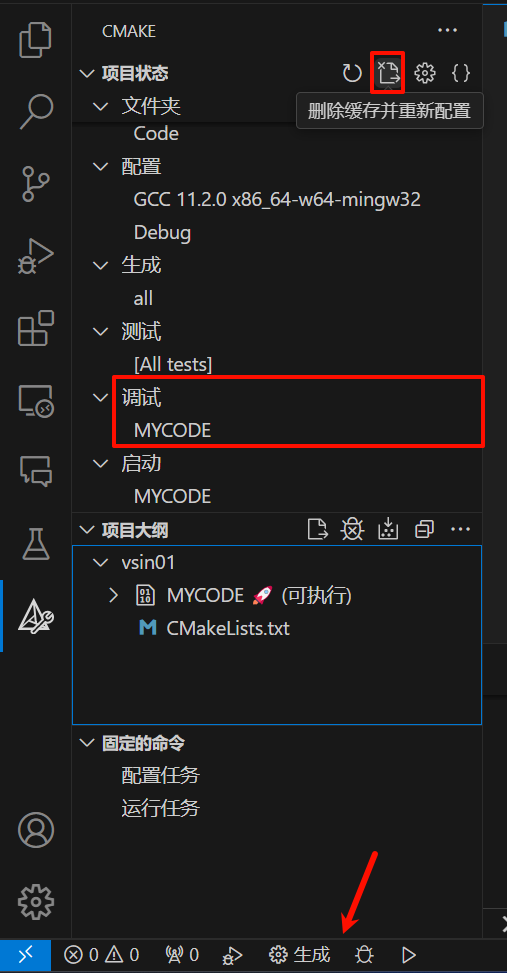 CMAKE
项目状态
删除缓存并重新配置
文件夹
Code
配置
GCC 11.2.0 x86_64-w64-mingw32
Debug
生成
all
测试
[All tests]
调试
MYCODE
启动
MYCODE
项目大纲
vsin01
MYCODE 🚀 (可执行)
CMakeLists.txt
固定的命令
配置任务
运行任务
0 0 0 生成